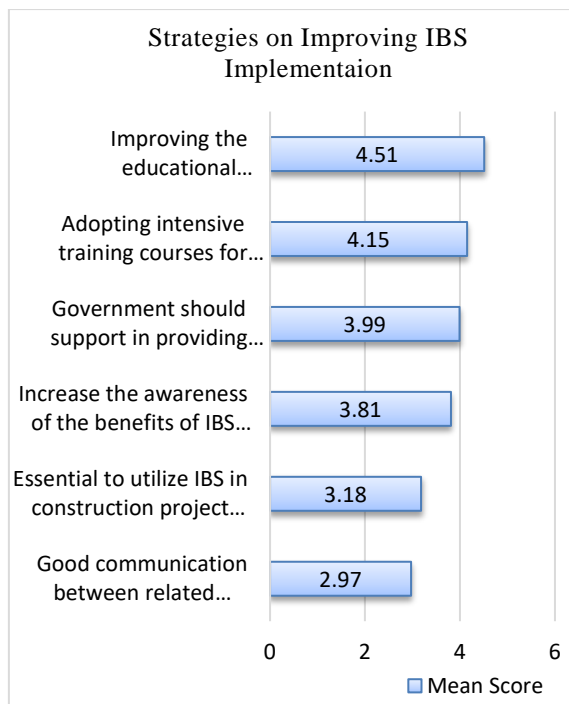 Strategies on Improving IBS
Implementaion
Improving the
educational...
4.51
Adopting intensive
training courses for...
4.15
Government should
support in providing...
3.99
Increase the awareness
of the benefits of IBS...
3.81
Essential to utilize IBS in
construction project...
3.18
Good communication
between related...
2.97
0 2 4 6
Mean Score